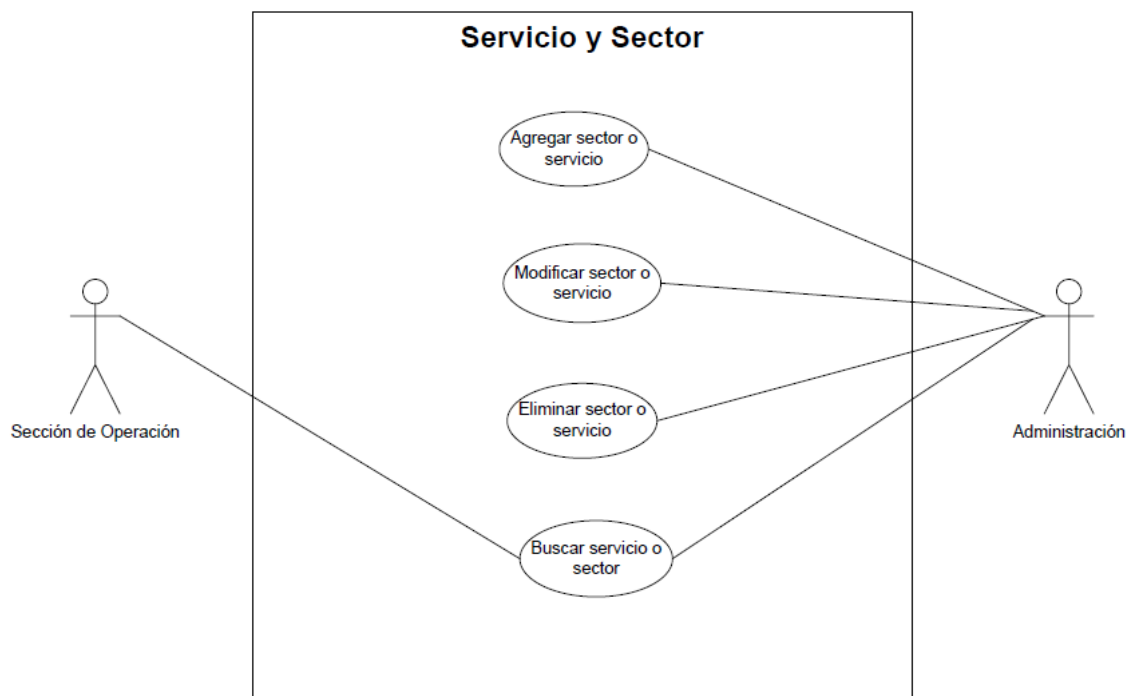 Servicio y Sector
Agregar sector o
servicio
Modificar sector o
servicio
Eliminar sector o
servicio
Buscar servicio o
sector
Sección de Operación
Administración